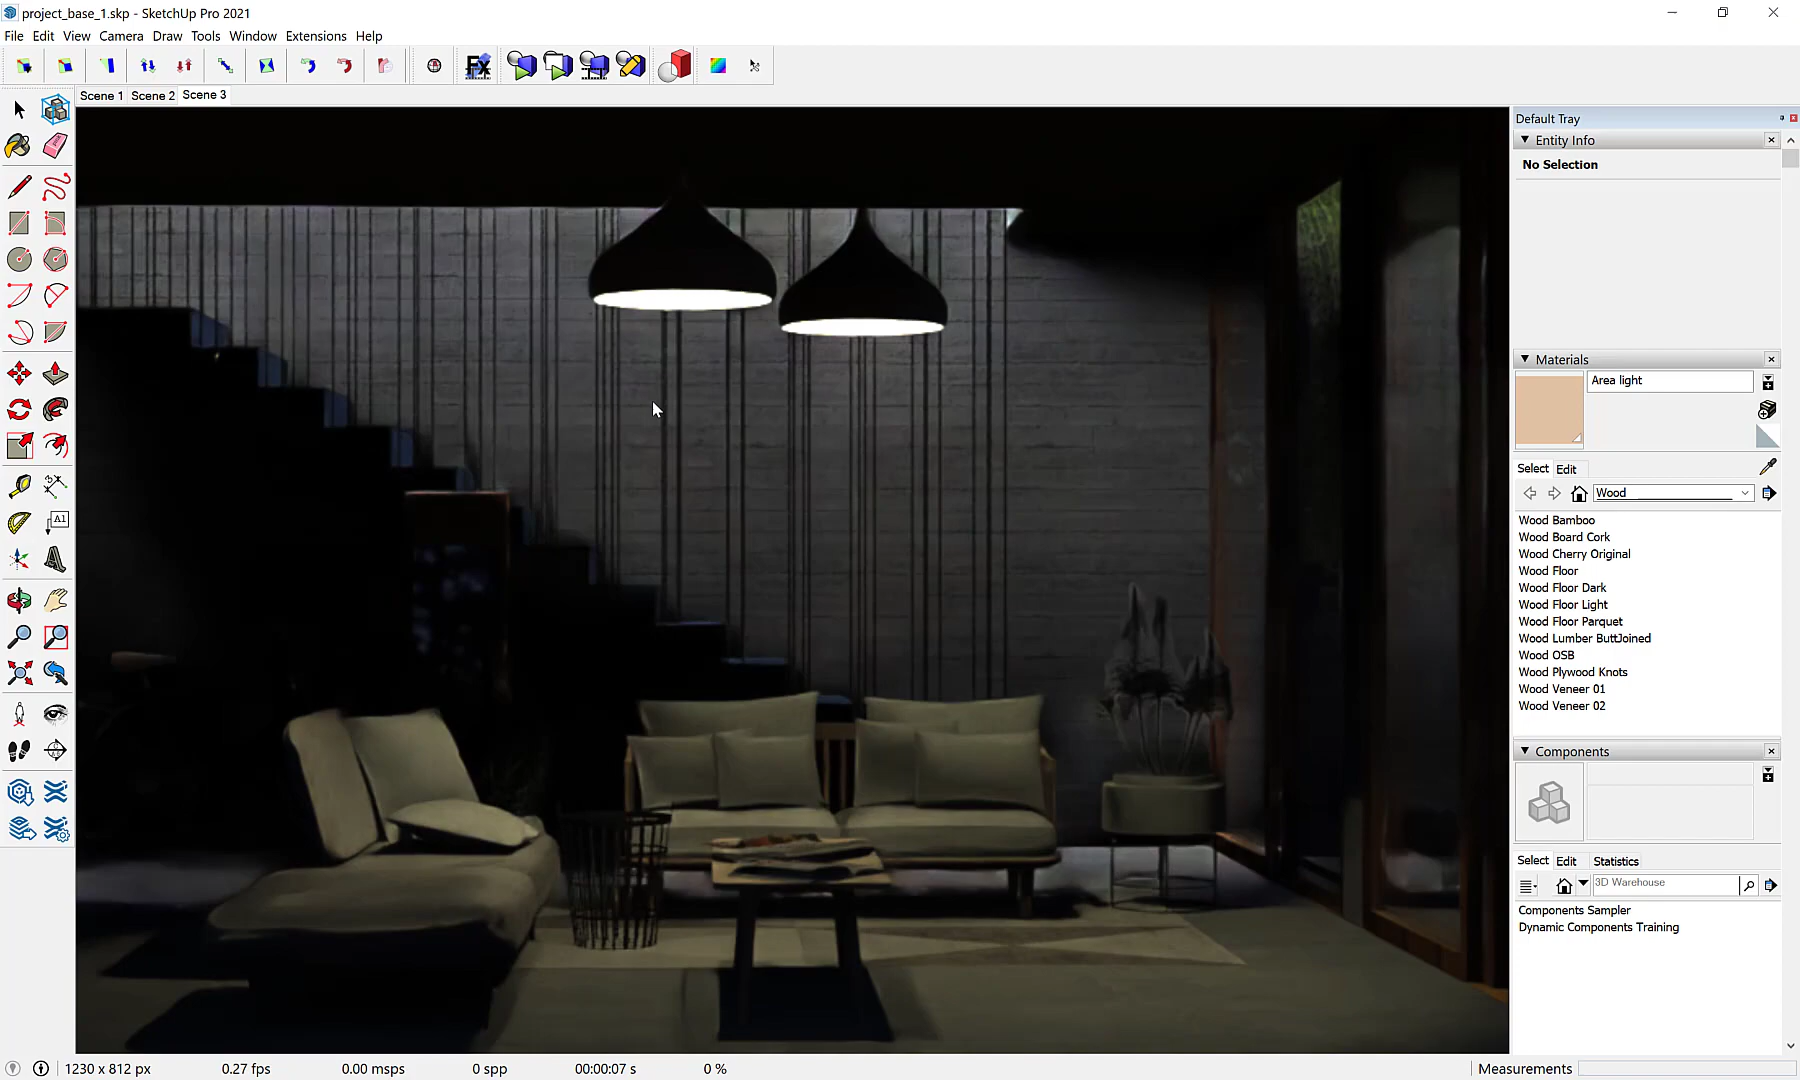 project_base_1.skp - SketchUp Pro 2021
File Edit View Camera Draw Tools Window Extensions Help
FX
Scene 1 Scene 2 Scene 3
Default Tray
Entity Info
No Selection
Materials
Area light
Select Edit
Wood
Wood Bamboo
Wood Board Cork
Wood Cherry Original
Wood Floor
Wood Floor Dark
Wood Floor Light
Wood Floor Parquet
Wood Lumber ButtJoined
Wood OSB
Wood Plywood Knots
Wood Veneer 01
Wood Veneer 02
Components
Select Edit Statistics
3D Warehouse
Components Sampler
Dynamic Components Training
A1
1230 x 812 px 0.27 fps 0.00 msps 0 spp 00:00:07 s 0 % Measurements